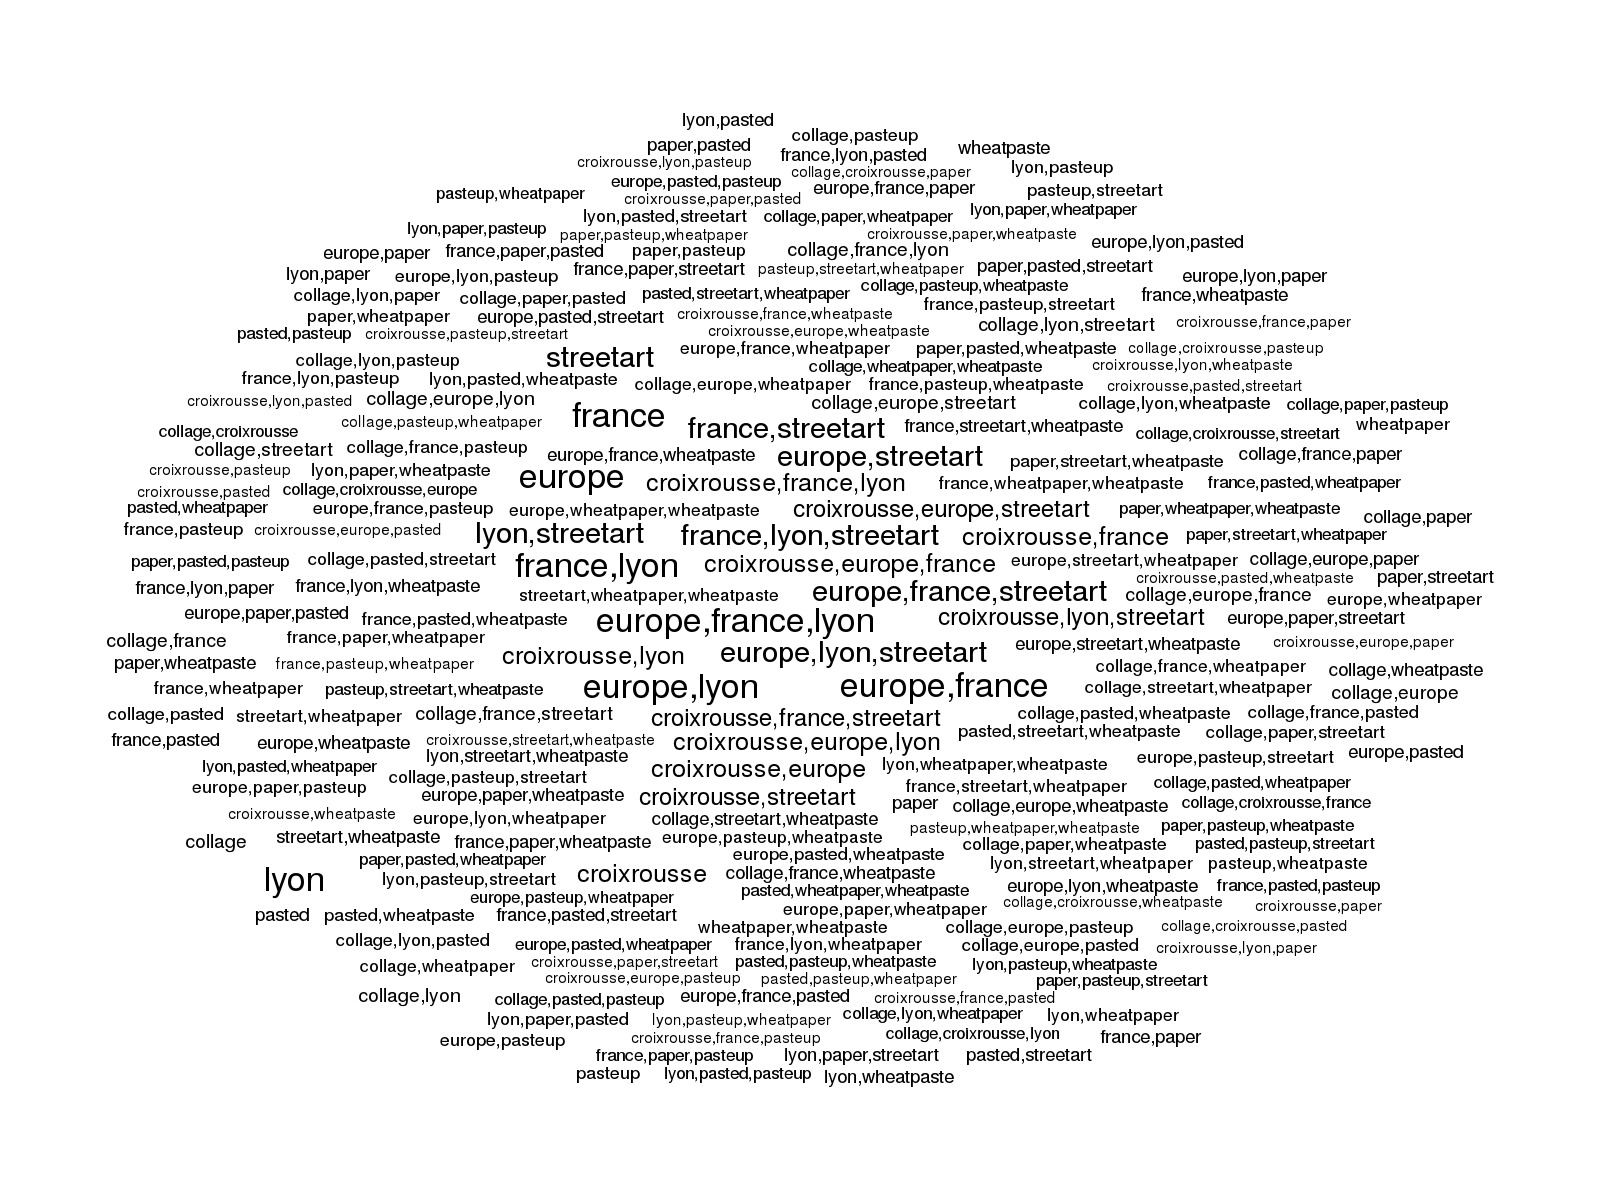 lyon,pasted
paper,pasted collage,pasteup wheatpaste
croixrousse,lyon,pasteup france,lyon,pasted lyon,pasteup
europe,pasted,pasteup collage,croixrousse,paper
pasteup,wheatpaper croixrousse,paper,pasted europe,france,paper pasteup,streetart
lyon,pasted,streetart collage,paper,wheatpaper lyon,paper,wheatpaper
lyon,paper,pasteup paper,pasteup,wheatpaper croixrousse,paper,wheatpaste
europe,paper france,paper,pasted paper,pasteup collage,france,lyon europe,lyon,pasted
lyon,paper europe,lyon,pasteup france,paper,streetart pasteup,streetart,wheatpaper paper,pasted,streetart europe,lyon,paper
collage,lyon,paper collage,paper,pasted pasted,streetart,wheatpaper collage,pasteup,wheatpaste france,wheatpaste
paper,wheatpaper europe,pasted,streetart croixrousse,france,wheatpaste france,pasteup,streetart
pasted,pasteup croixrousse,pasteup,streetart croixrousse,europe,wheatpaste collage,lyon,streetart croixrousse,france,paper
collage,lyon,pasteup streetart europe,france,wheatpaper paper,pasted,wheatpaste collage,croixrousse,pasteup
collage,wheatpaper,wheatpaste croixrousse,lyon,wheatpaste
france,lyon,pasteup lyon,pasted,wheatpaste collage,europe,wheatpaper france,pasteup,wheatpaste croixrousse,pasted,streetart
croixrousse,lyon,pasted collage,europe,lyon collage,europe,streetart collage,lyon,wheatpaste collage,paper,pasteup
collage,pasteup,wheatpaper france
collage,croixrousse france,streetart france,streetart,wheatpaste collage,croixrousse,streetart wheatpaper
collage,streetart collage,france,pasteup europe,france,wheatpaste europe,streetart collage,france,paper
croixrousse,pasteup lyon,paper,wheatpaste paper,streetart,wheatpaste
croixrousse,pasted collage,croixrousse,europe europe croixrousse,france,lyon france,wheatpaper,wheatpaste france,pasted,wheatpaper
pasted,wheatpaper europe,france,pasteup europe,wheatpaper,wheatpaste croixrousse,europe,streetart paper,wheatpaper,wheatpaste collage,paper
france,pasteup croixrousse,europe,pasted lyon,streetart france,lyon,streetart croixrousse,france paper,streetart,wheatpaper
paper,pasted,pasteup collage,pasted,streetart france,lyon croixrousse,europe,france europe,streetart,wheatpaper collage,europe,paper
france,lyon,paper france,lyon,wheatpaste croixrousse,pasted,wheatpaste paper,streetart
streetart,wheatpaper,wheatpaste europe,france,streetart collage,europe,france europe,wheatpaper
europe,paper,pasted france,pasted,wheatpaste europe,france,lyon croixrousse,lyon,streetart europe,paper,streetart
collage,france france,paper,wheatpaper europe,streetart,wheatpaste croixrousse,europe,paper
paper,wheatpaste france,pasteup,wheatpaper croixrousse,lyon europe,lyon,streetart collage,france,wheatpaper collage,wheatpaste
france,wheatpaper pasteup,streetart,wheatpaste europe,lyon europe,france collage,streetart,wheatpaper collage,europe
collage,pasted streetart,wheatpaper collage,france,streetart croixrousse,france,streetart collage,pasted,wheatpaste collage,france,pasted
france,pasted europe,wheatpaste croixrousse,streetart,wheatpaste croixrousse,europe,lyon pasted,streetart,wheatpaste collage,paper,streetart
lyon,streetart,wheatpaste europe,pasteup,streetart europe,pasted
lyon,pasted,wheatpaper collage,pasteup,streetart croixrousse,europe lyon,wheatpaper,wheatpaste
europe,paper,pasteup europe,paper,wheatpaste croixrousse,streetart france,streetart,wheatpaper collage,pasted,wheatpaper
paper collage,europe,wheatpaste collage,croixrousse,france
croixrousse,wheatpaste europe,lyon,wheatpaper collage,streetart,wheatpaste pasteup,wheatpaper,wheatpaste paper,pasteup,wheatpaste
collage streetart,wheatpaste france,paper,wheatpaste europe,pasteup,wheatpaste collage,paper,wheatpaste pasted,pasteup,streetart
paper,pasted,wheatpaper europe,pasted,wheatpaste lyon,streetart,wheatpaper pasteup,wheatpaste
lyon lyon,pasteup,streetart croixrousse collage,france,wheatpaste europe,lyon,wheatpaste france,pasted,pasteup
europe,pasteup,wheatpaper pasted,wheatpaper,wheatpaste collage,croixrousse,wheatpaste croixrousse,paper
pasted pasted,wheatpaste france,pasted,streetart europe,paper,wheatpaper
wheatpaper,wheatpaste collage,europe,pasteup collage,croixrousse,pasted
collage,lyon,pasted europe,pasted,wheatpaper france,lyon,wheatpaper collage,europe,pasted croixrousse,lyon,paper
collage,wheatpaper croixrousse,paper,streetart pasted,pasteup,wheatpaste lyon,pasteup,wheatpaste
croixrousse,europe,pasteup pasted,pasteup,wheatpaper paper,pasteup,streetart
collage,lyon collage,pasted,pasteup europe,france,pasted croixrousse,france,pasted
lyon,paper,pasted lyon,pasteup,wheatpaper collage,lyon,wheatpaper lyon,wheatpaper
europe,pasteup croixrousse,france,pasteup collage,croixrousse,lyon france,paper
france,paper,pasteup lyon,paper,streetart pasted,streetart
pasteup lyon,pasted,pasteup lyon,wheatpaste